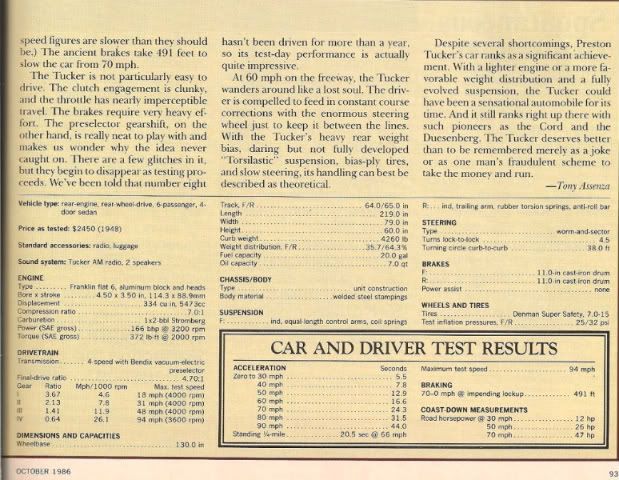 speed figures are slower than they should
be.) The ancient brakes take 491 feet to
slow the car from 70 mph.
The Tucker is not particularly easy to
drive. The clutch engagement is clunky,
and the throttle has nearly imperceptible
travel. The brakes require very heavy ef-
fort. The preselector gearshift, on the
other hand, is really neat to play with and
makes us wonder why the idea never
caught on. There are a few glitches in it,
but they begin to disappear as testing pro-
ceeds. We've been told that number eight
hasn't been driven for more than a year,
so its test-day performance is actually
quite impressive.
At 60 mph on the freeway, the Tucker
wanders around like a lost soul. The driv-
er is compelled to feed in constant course
corrections with the enormous steering
wheel just to keep it between the lines.
With the Tucker's heavy rear weight
bias, daring but not fully developed
"Torsilastic" suspension, bias-ply tires,
and slow steering, its handling can best be
described as theoretical.
Despite several shortcomings, Preston
Tucker's car ranks as a significant achieve-
ment. With a lighter engine or a more fa-
vorable weight distribution and a fully
evolved suspension, the Tucker could
have been a sensational automobile for its
time. And it still ranks right up there with
such pioneers as the Cord and the
Duesenberg. The Tucker deserves better
than to be remembered merely as a joke
or as one man's fraudulent scheme to
take the money and run.
—Tony Assenza
Vehicle type: rear-engine, rear-wheel-drive, 6-passenger, 4-
door sedan
Price as tested: $2450 (1948)
Standard accessories: radio, luggage
Sound system: Tucker AM radio, 2 speakers
ENGINE
Type ........ Franklin flat 6, aluminum block and heads
Bore x stroke ........ 4.50 x 3.50 in, 114.3 x 88.9mm
Displacement ........ 334 cu in, 5473cc
Compression ratio ........ 7.0:1
Carburetion ........ 1x2-bbl Stromberg
Power (SAE gross) ........ 166 bhp @ 3200 rpm
Torque (SAE gross) ........ 372 lb-ft @ 2000 rpm
DRIVETRAIN
Transmission ........ 4-speed with Bendix vacuum-electric
preselector
Final-drive ratio ........ 4.70:1
Gear Ratio Mph/1000 rpm Max. test speed
I 3.67 4.6 18 mph (4000 rpm)
II 2.13 7.8 31 mph (4000 rpm)
III 1.41 11.9 48 mph (4000 rpm)
IV 0.64 26.1 94 mph (3600 rpm)
DIMENSIONS AND CAPACITIES
Wheelbase ........ 130.0 in
Track, F/R ........ 64.0/65.0 in
Length ........ 219.0 in
Width ........ 79.0 in
Height ........ 60.0 in
Curb weight ........ 4260 lb
Weight distribution, F/R ........ 35.7/64.3%
Fuel capacity ........ 20.0 gal
Oil capacity ........ 7.0 qt
CHASSIS/BODY
Type ........ unit construction
Body material ........ welded steel stampings
SUSPENSION
F: ........ ind, equal-length control arms, coil springs
R: ... ind, trailing arm, rubber torsion springs, anti-roll bar
STEERING
Type ........ worm-and-sector
Turns lock-to-lock ........ 4.5
Turning circle curb-to-curb ........ 38.0 ft
BRAKES
F: ........ 11.0-in cast-iron drum
R: ........ 11.0-in cast-iron drum
Power assist ........ none
WHEELS AND TIRES
Tires ........ Denman Super Safety, 7.0-15
Test inflation pressures, F/R ........ 25/32 psi
CAR AND DRIVER TEST RESULTS
ACCELERATION Seconds
Zero to 30 mph ........ 5.5
40 mph ........ 7.8
50 mph ........ 12.9
60 mph ........ 16.6
70 mph ........ 24.3
80 mph ........ 31.5
90 mph ........ 44.0
Standing ¼-mile ........ 20.5 sec @ 66 mph
Maximum test speed ........ 94 mph
BRAKING
70–0 mph @ impending lockup ........ 491 ft
COAST-DOWN MEASUREMENTS
Road horsepower @ 30 mph ........ 12 hp
50 mph ........ 26 hp
70 mph ........ 47 hp
OCTOBER 1986
93